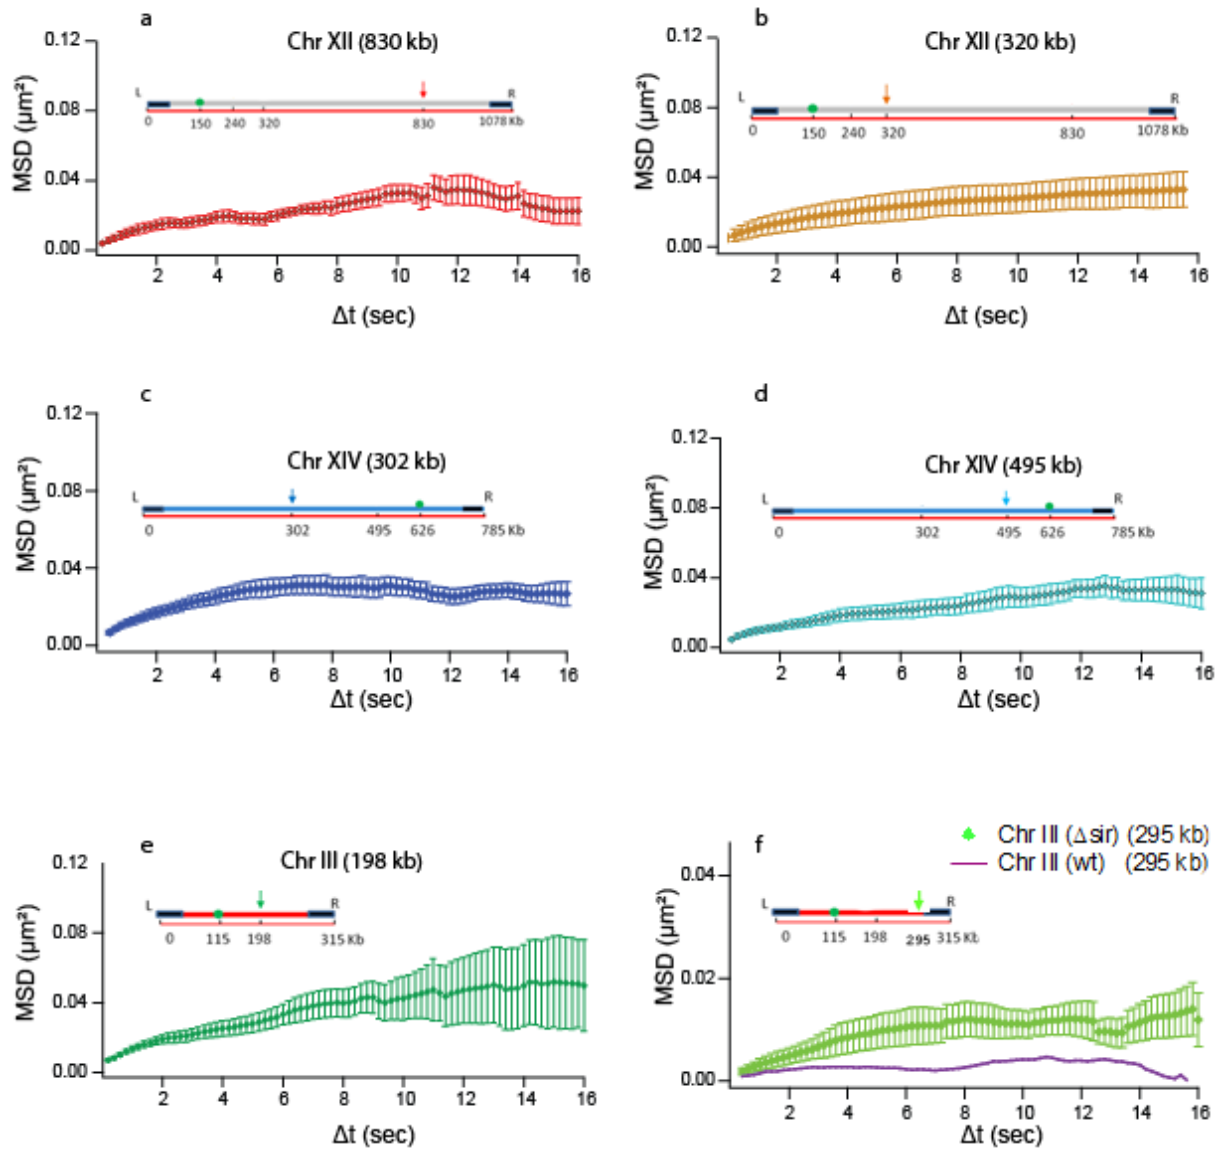 a
Chr XII (830 kb)
MSD (µm²)
0.12
0.08
0.04
0.00
L
R
0 150 240 320 830 1078 Kb
2 4 6 8 10 12 14 16
Δt (sec)
b
Chr XII (320 kb)
MSD (µm²)
0.12
0.08
0.04
0.00
L
R
0 150 240 320 830 1078 Kb
2 4 6 8 10 12 14 16
Δt (sec)
c
Chr XIV (302 kb)
MSD (µm²)
0.12
0.08
0.04
0.00
L
R
0 302 495 626 785 Kb
2 4 6 8 10 12 14 16
Δt (sec)
d
Chr XIV (495 kb)
MSD (µm²)
0.12
0.08
0.04
0.00
L
R
0 302 495 626 785 Kb
2 4 6 8 10 12 14 16
Δt (sec)
e
Chr III (198 kb)
MSD (µm²)
0.12
0.08
0.04
0.00
L
R
0 115 198 315 Kb
2 4 6 8 10 12 14 16
Δt (sec)
f
Chr III (Δsir) (295 kb)
Chr III (wt) (295 kb)
MSD (µm²)
0.04
0.02
0.00
L
R
0 115 198 295 315 Kb
2 4 6 8 10 12 14 16
Δt (sec)